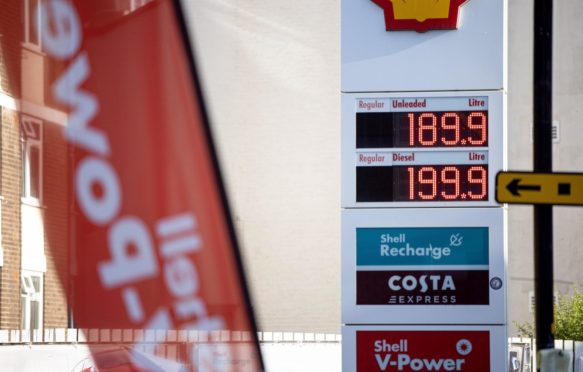 Regular Unleaded Litre
189.9
Regular Diesel Litre
199.9
Shell
Recharge
COSTA
EXPRESS
Shell
V-Power